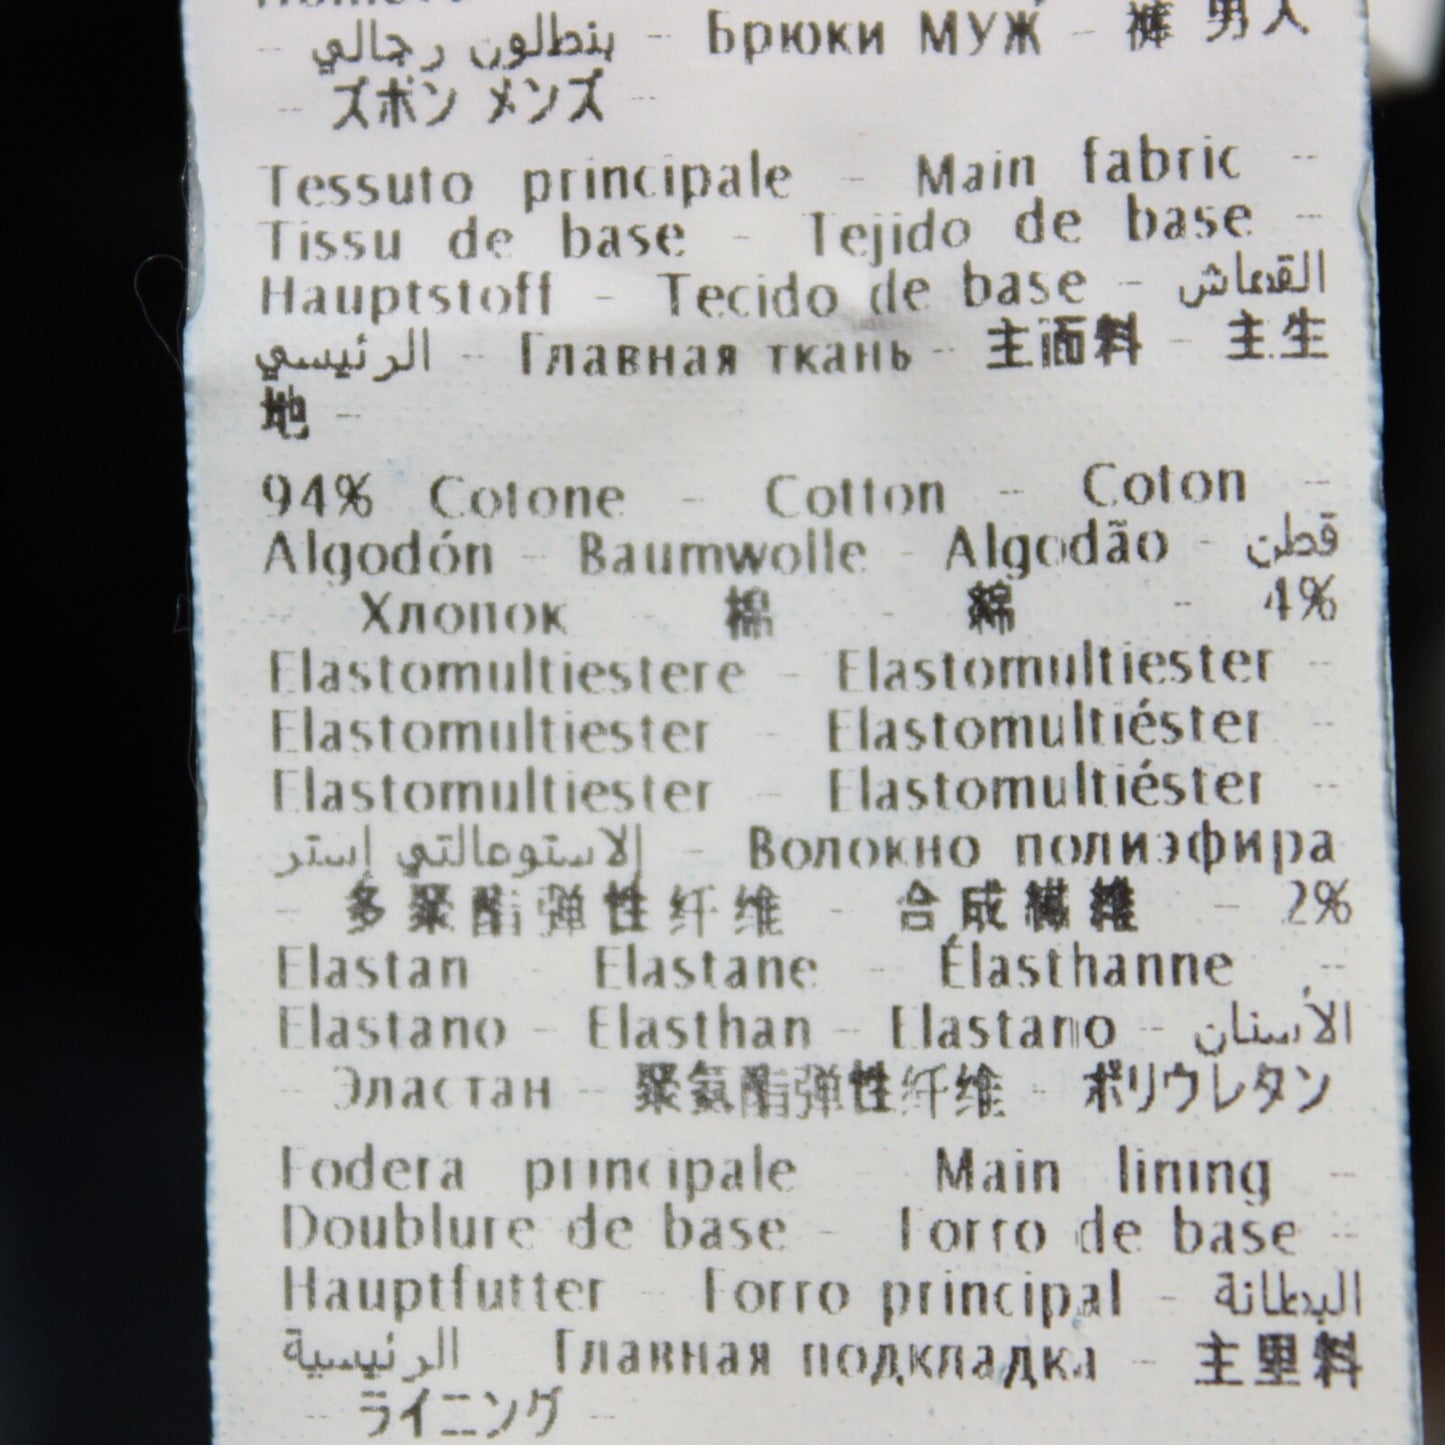 - بنطلون رجالي - Брюки МУЖ - 裤 男人
- ズボン メンズ -
Tessuto principale - Main fabric -
Tissu de base - Tejido de base -
Hauptstoff - Tecido de base - القماش
الرئيسي - Главная ткань - 主面料 - 主生
地 -
94% Cotone - Cotton - Coton -
Algodón - Baumwolle - Algodão - قطن
- Хлопок - 棉 - 綿 - 4%
Elastomultiestere - Elastomultiester -
Elastomultiester - Elastomultiéster -
Elastomultiester - Elastomultiéster -
الاستومالتي إستر - Волокно полиэфира
- 多聚酯弹性纤维 - 合成繊維 - 2%
Elastan - Elastane - Élasthanne -
Elastano - Elasthan - Elastano - الأستان
- Эластан - 聚氨酯弹性纤维 - ポリウレタン
Fodera principale - Main lining -
Doublure de base - Forro de base -
Hauptfutter - Forro principal - البطانة
الرئيسية - Главная подкладка - 主里料
- ライニング -